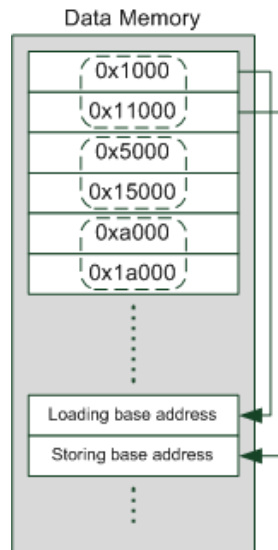 Data Memory
0x1000
0x11000
0x5000
0x15000
0xa000
0x1a000
Loading base address
Storing base address